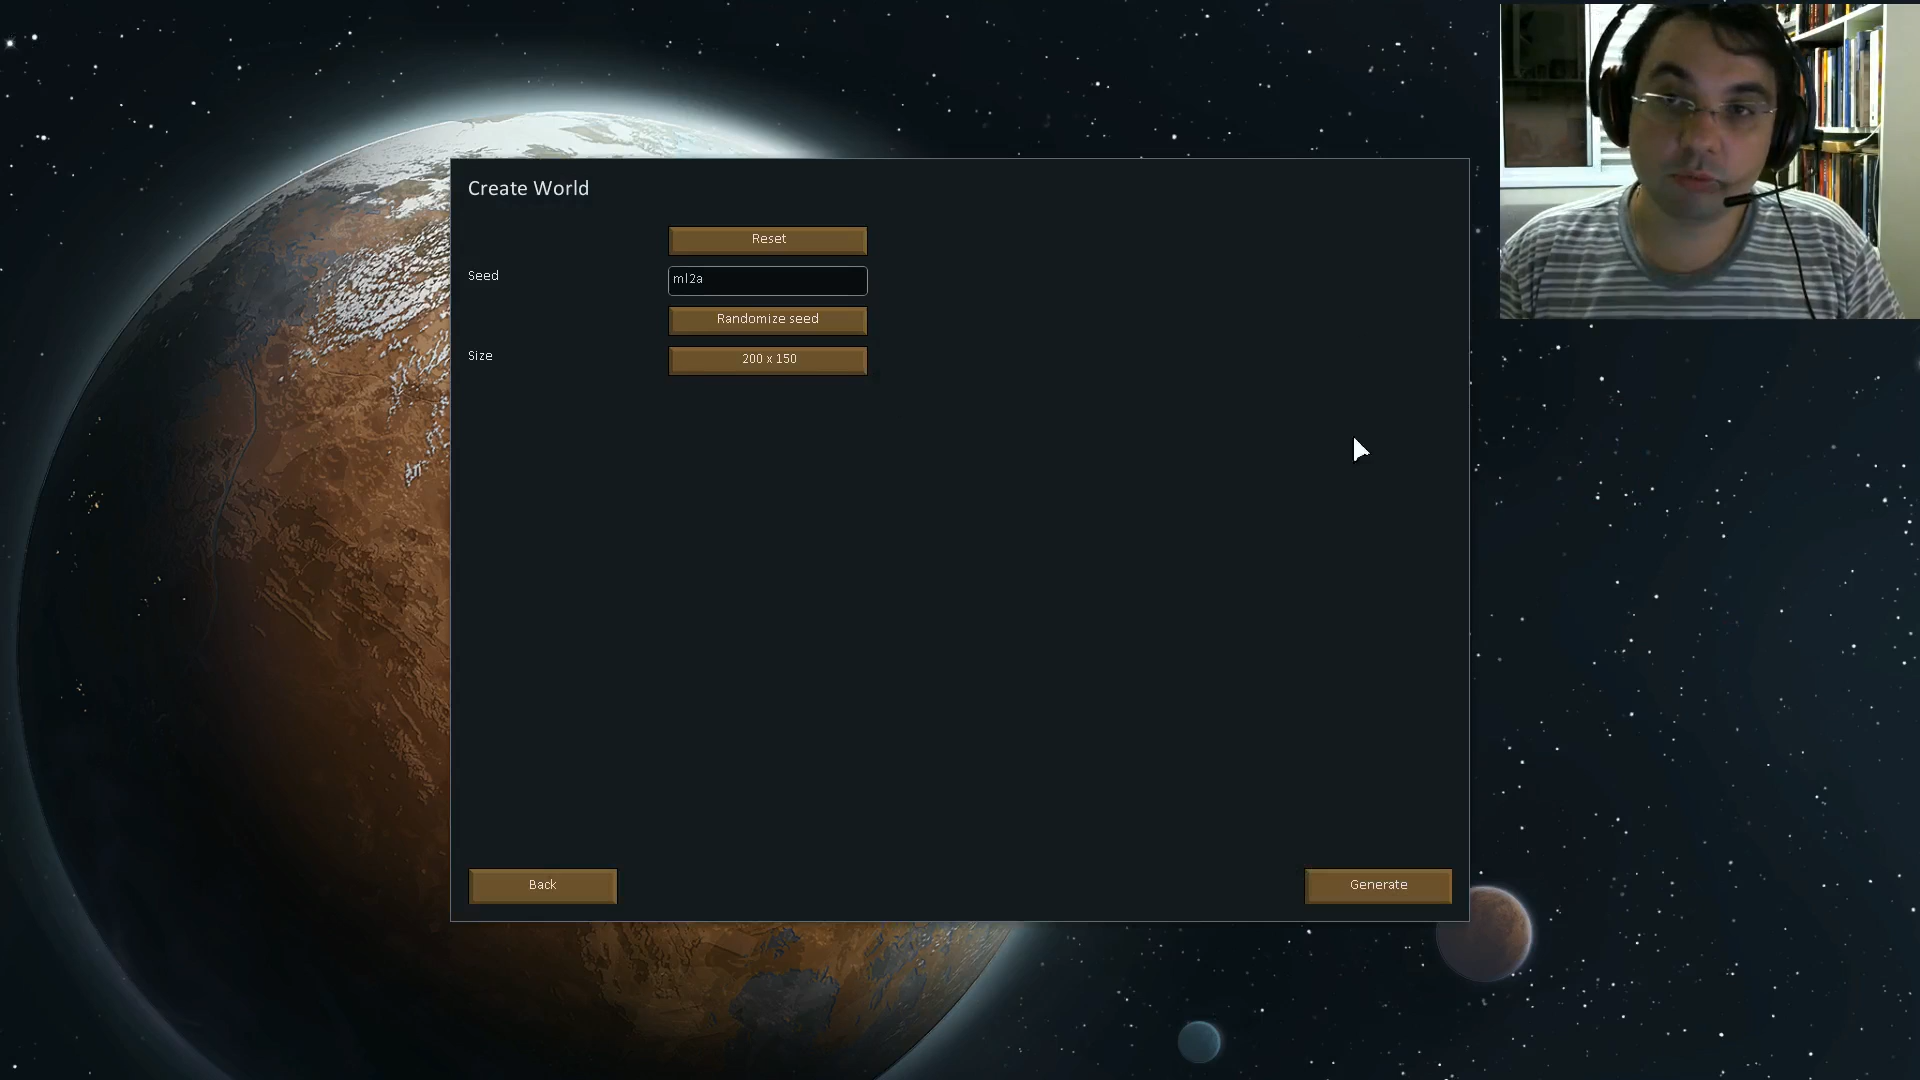 Create World
Reset
Seed
ml2a
Randomize seed
Size
200 x 150
Back
Generate